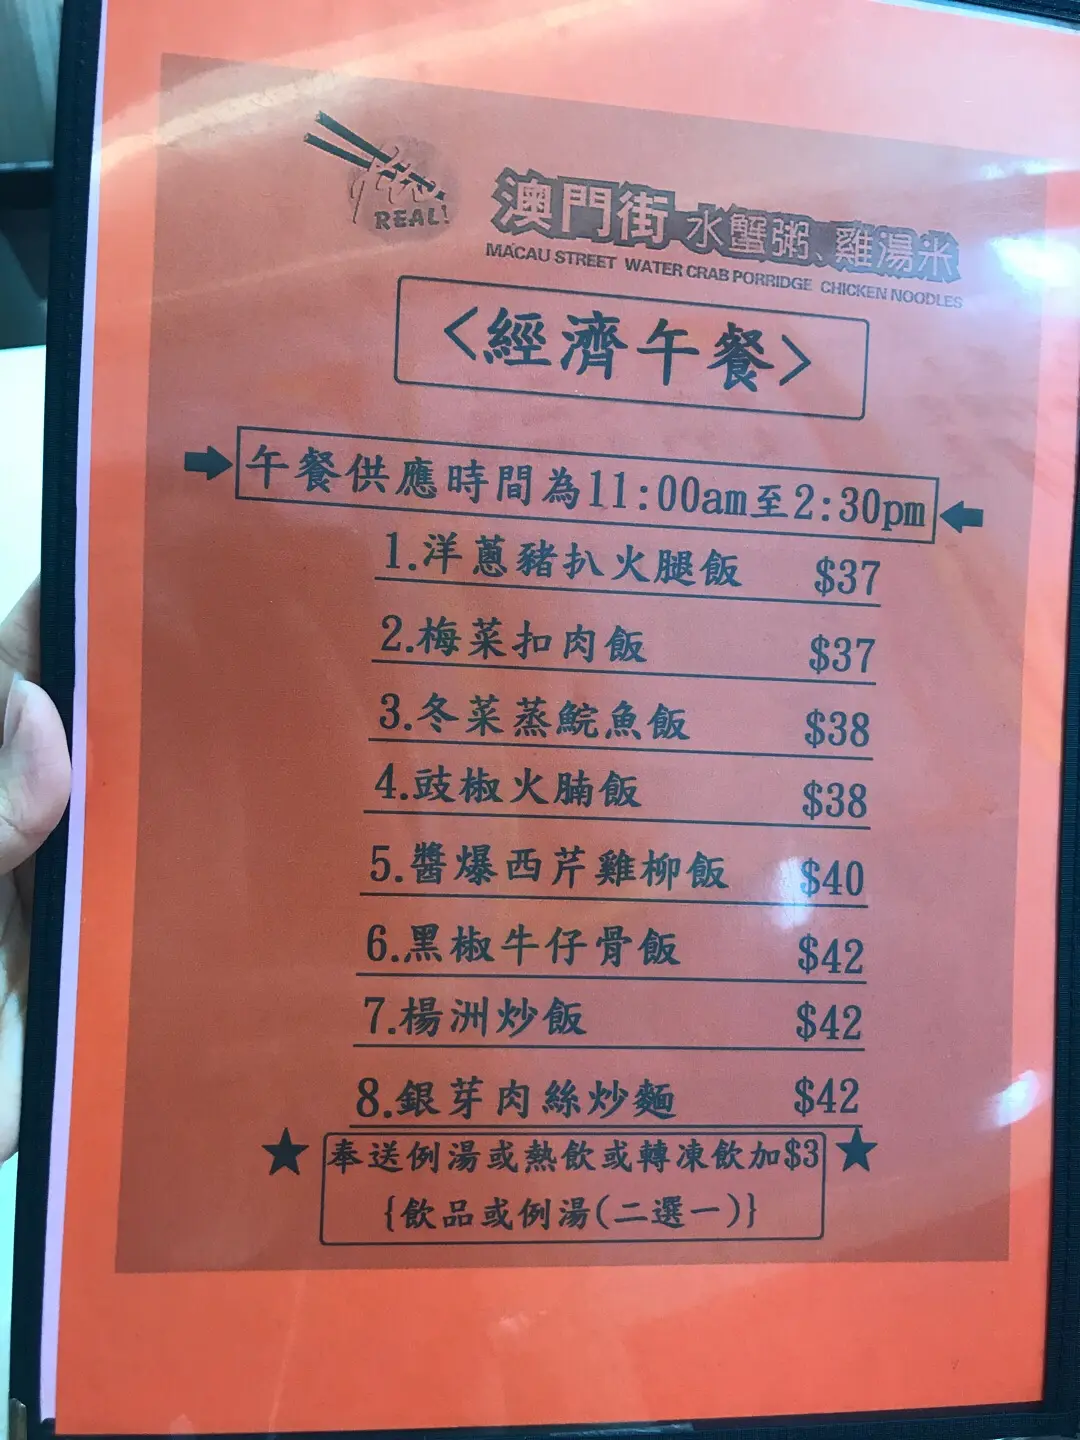 REAL!
澳門街 水蟹粥、雞湯米
MACAU STREET WATER CRAB PORRIDGE CHICKEN NOODLES
<經濟午餐>
午餐供應時間為11:00am至2:30pm
1.洋蔥豬扒火腿飯 $37
2.梅菜扣肉飯 $37
3.冬菜蒸鯇魚飯 $38
4.豉椒火腩飯 $38
5.醬爆西芹雞柳飯 $40
6.黑椒牛仔骨飯 $42
7.楊洲炒飯 $42
8.銀芽肉絲炒麵 $42
奉送例湯或熱飲或轉凍飲加$3
{飲品或例湯(二選一)}